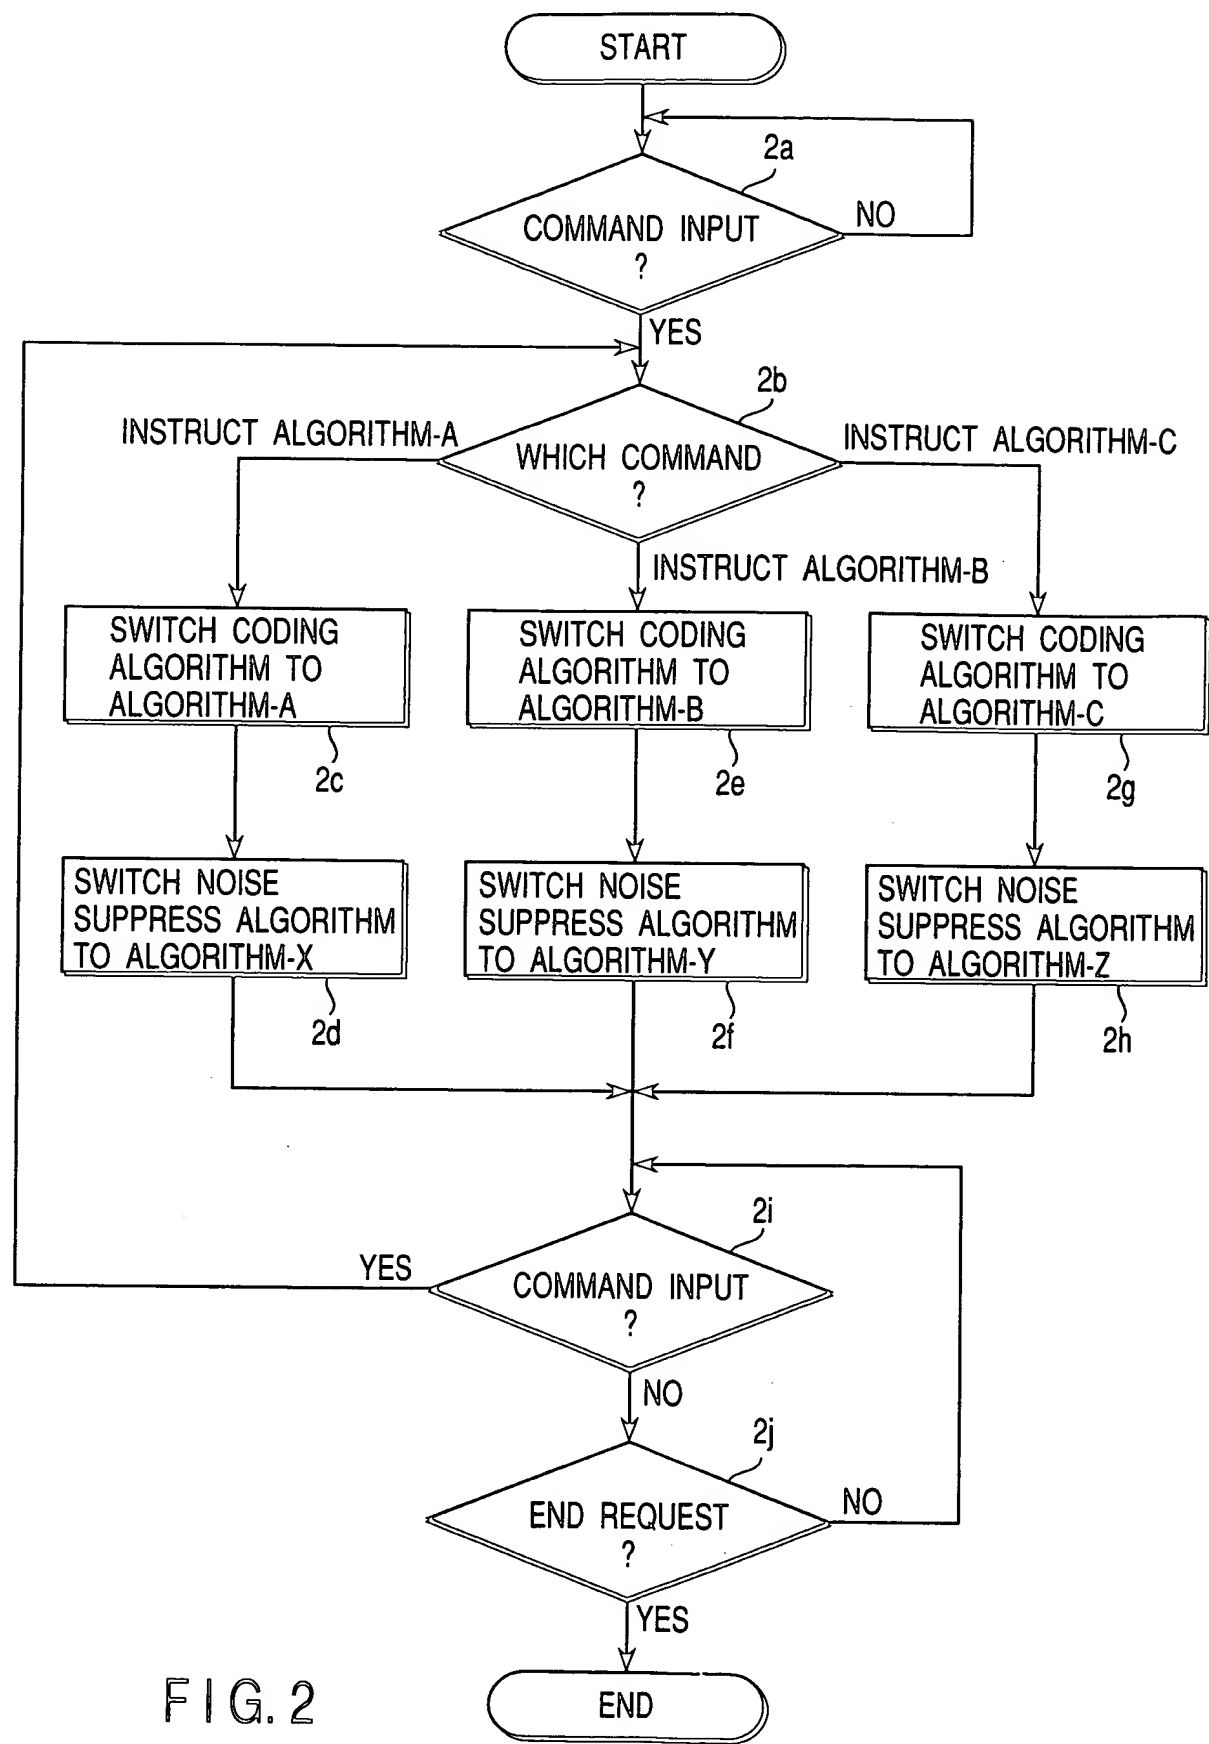 START
2a
COMMAND INPUT
?
NO
YES
2b
INSTRUCT ALGORITHM-A
WHICH COMMAND
?
INSTRUCT ALGORITHM-C
INSTRUCT ALGORITHM-B
SWITCH CODING
ALGORITHM TO
ALGORITHM-A
2c
SWITCH CODING
ALGORITHM TO
ALGORITHM-B
2e
SWITCH CODING
ALGORITHM TO
ALGORITHM-C
2g
SWITCH NOISE
SUPPRESS ALGORITHM
TO ALGORITHM-X
2d
SWITCH NOISE
SUPPRESS ALGORITHM
TO ALGORITHM-Y
2f
SWITCH NOISE
SUPPRESS ALGORITHM
TO ALGORITHM-Z
2h
2i
YES
COMMAND INPUT
?
NO
2j
END REQUEST
?
NO
YES
END
FIG. 2